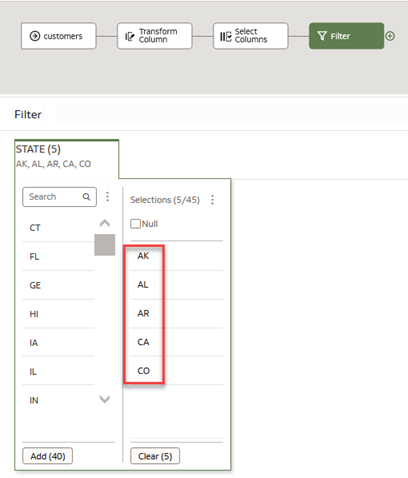 customers
Transform
Column
Select
Columns
Filter
Filter
STATE (5)
AK, AL, AR, CA, CO
Search
CT
FL
GE
HI
IA
IL
IN
Add (40)
Selections (5/45)
Null
AK
AL
AR
CA
CO
Clear (5)